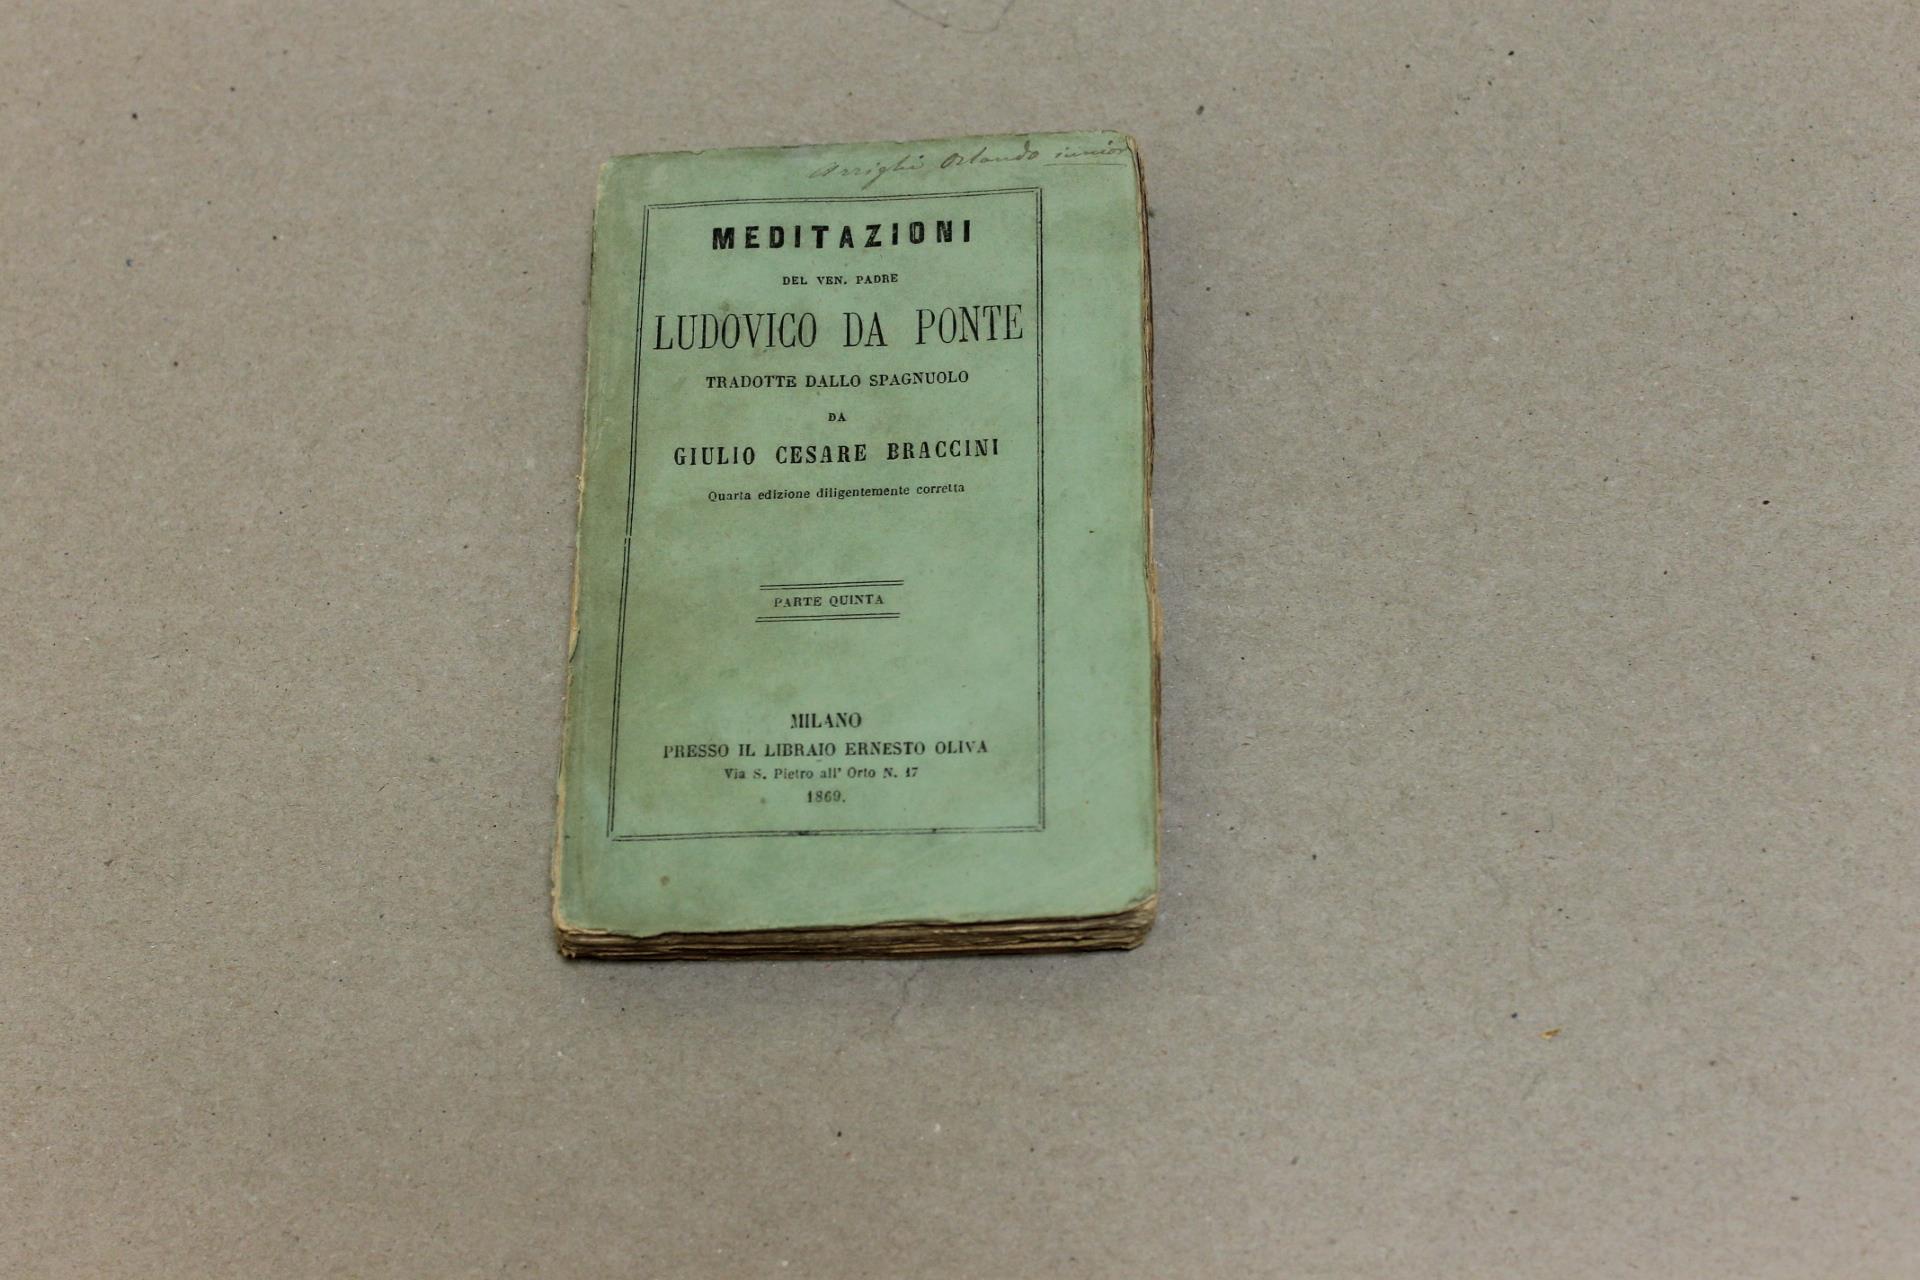 Arrighi Orlando iunior
MEDITAZIONI
DEL VEN. PADRE
LUDOVICO DA PONTE
TRADOTTE DALLO SPAGNUOLO
DA
GIULIO CESARE BRACCINI
Quarta edizione diligentemente corretta
PARTE QUINTA
MILANO
PRESSO IL LIBRAIO ERNESTO OLIVA
Via S. Pietro all' Orto N. 17
1869.